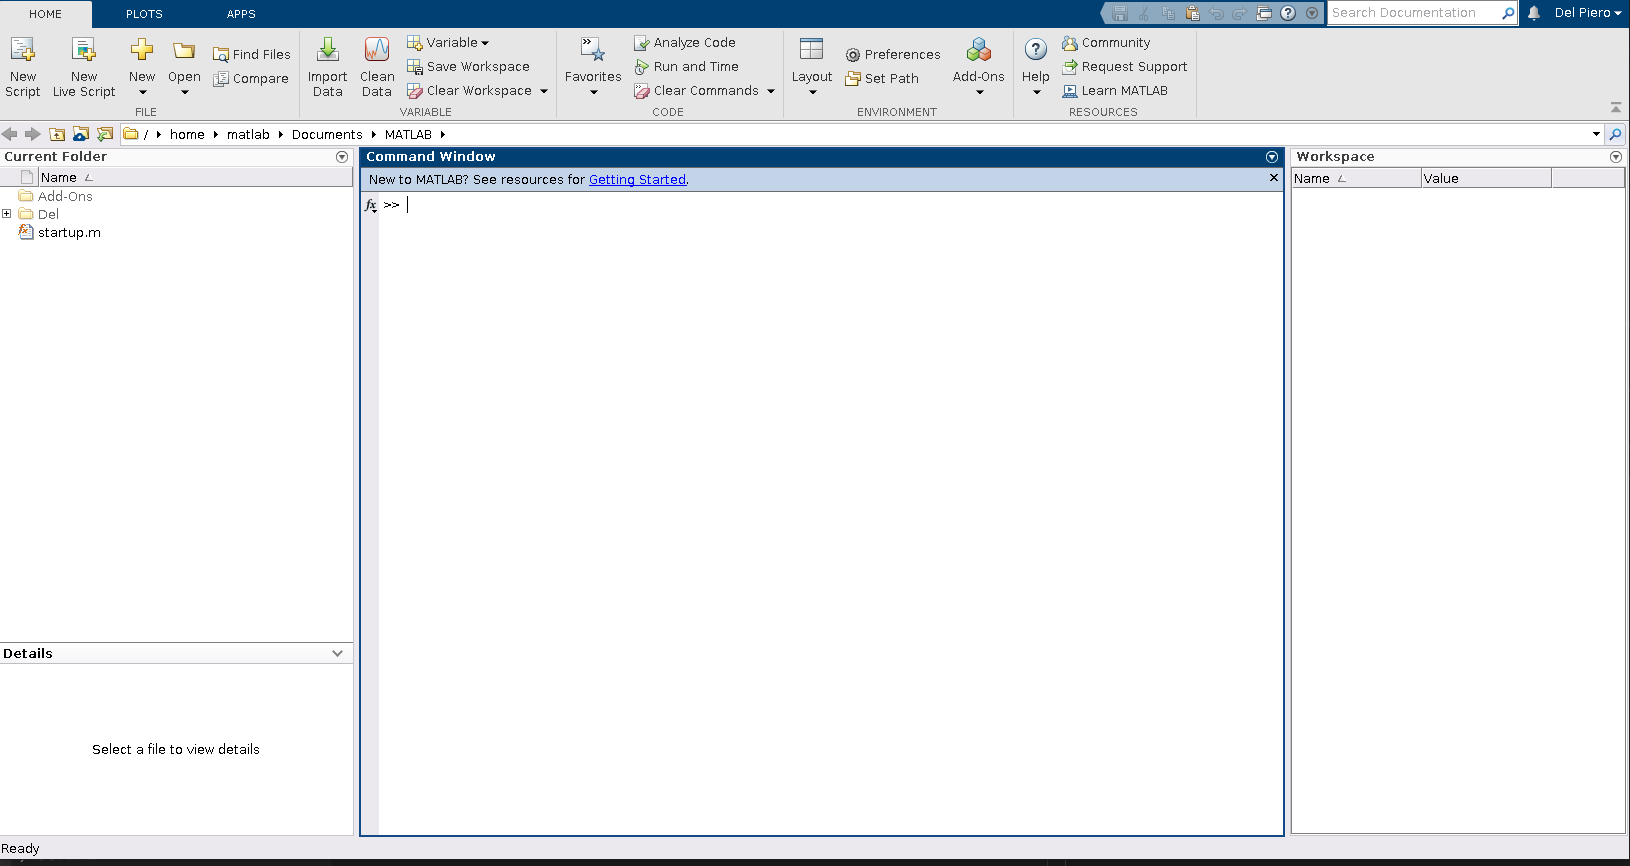 HOME PLOTS APPS Search Documentation Del Piero
New Script
New Live Script
New
Open
Find Files
Compare
FILE
Import Data
Clean Data
Variable
Save Workspace
Clear Workspace
VARIABLE
Favorites
Analyze Code
Run and Time
Clear Commands
CODE
Layout
Preferences
Set Path
Add-Ons
ENVIRONMENT
Help
Community
Request Support
Learn MATLAB
RESOURCES
/ home matlab Documents MATLAB
Current Folder
Name
Add-Ons
Del
startup.m
Details
Select a file to view details
Command Window
New to MATLAB? See resources for Getting Started.
fx >>
Workspace
Name Value
Ready